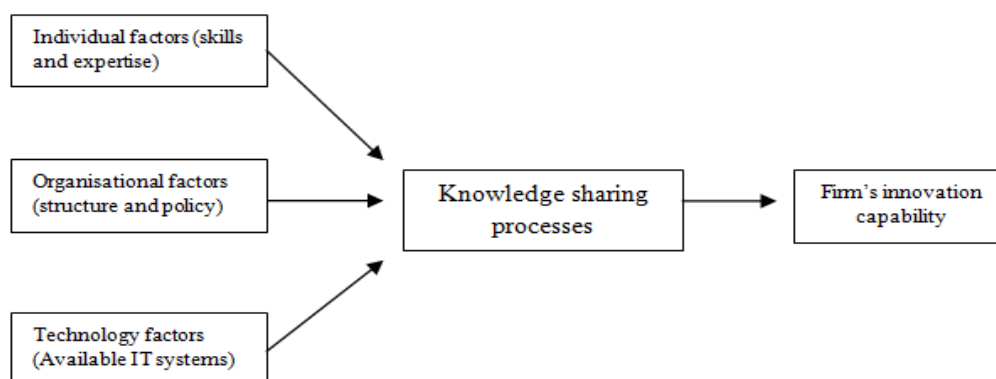 Individual factors (skills
and expertise)
Organisational factors
(structure and policy)
Knowledge sharing
processes
Firm's innovation
capability
Technology factors
(Available IT systems)